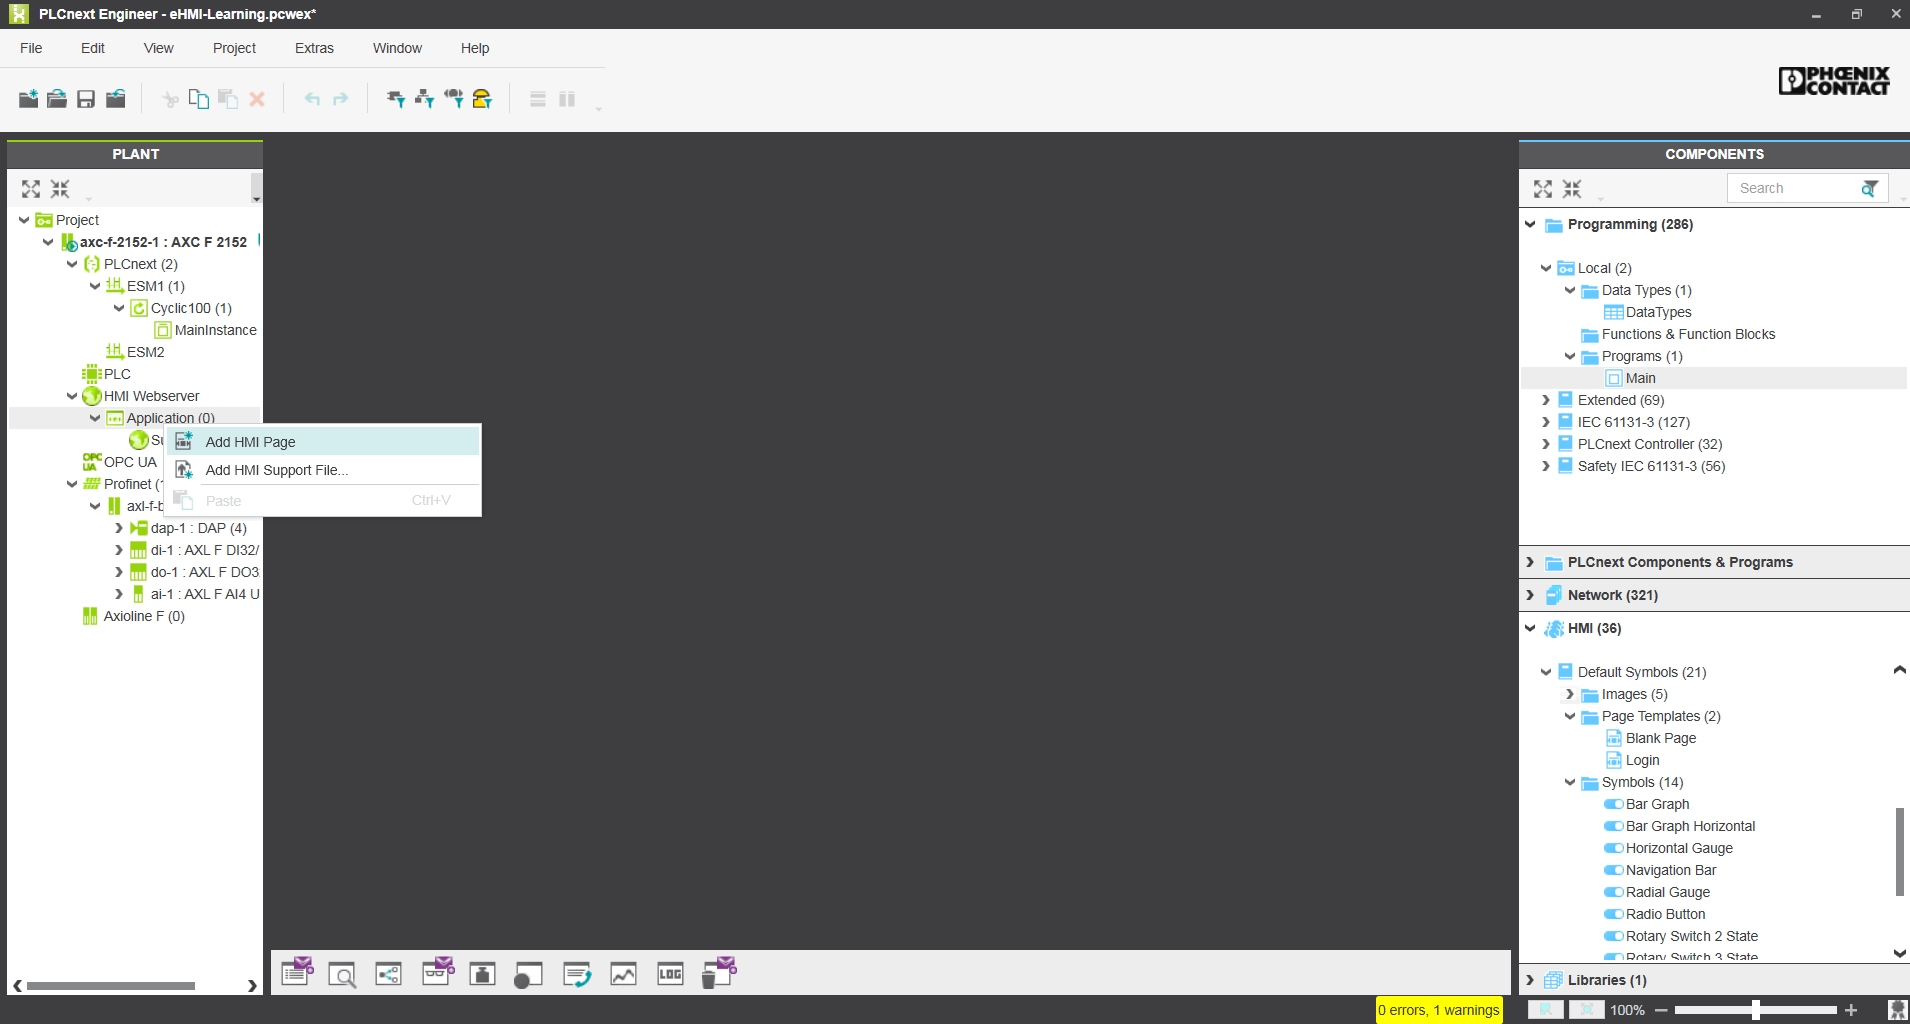 PLCnext Engineer - eHMI-Learning.pcwex*
File Edit View Project Extras Window Help
PHŒNIX
CONTACT
PLANT
Project
axc-f-2152-1 : AXC F 2152
PLCnext (2)
ESM1 (1)
Cyclic100 (1)
MainInstance
ESM2
PLC
HMI Webserver
Application (0)
Add HMI Page
Add HMI Support File...
OPC UA
Profinet
Paste Ctrl+V
axl-f-
dap-1 : DAP (4)
di-1 : AXL F DI32/
do-1 : AXL F DO3
ai-1 : AXL F AI4 U
Axioline F (0)
COMPONENTS
Search
Programming (286)
Local (2)
Data Types (1)
DataTypes
Functions & Function Blocks
Programs (1)
Main
Extended (69)
IEC 61131-3 (127)
PLCnext Controller (32)
Safety IEC 61131-3 (56)
PLCnext Components & Programs
Network (321)
HMI (36)
Default Symbols (21)
Images (5)
Page Templates (2)
Blank Page
Login
Symbols (14)
Bar Graph
Bar Graph Horizontal
Horizontal Gauge
Navigation Bar
Radial Gauge
Radio Button
Rotary Switch 2 State
Rotary Switch 3 State
Libraries (1)
LOG
0 errors, 1 warnings
100%